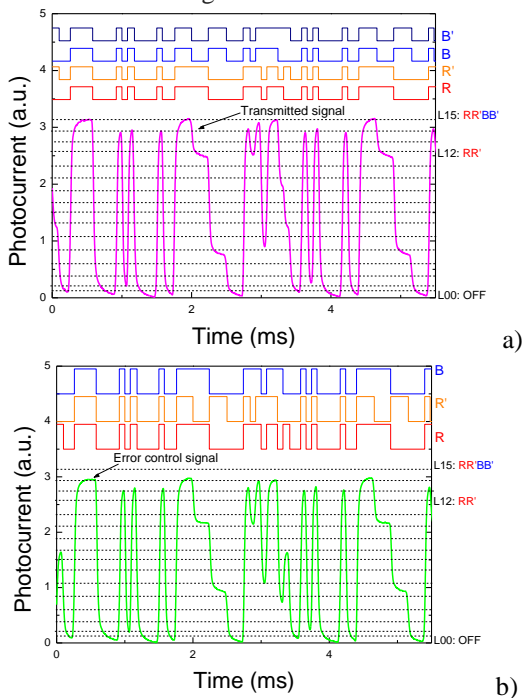 5
4
3
2
1
0
Photocurrent (a.u.)
B'
B
R'
R
Transmitted signal
L15: RR'BB'
L12: RR'
L00: OFF
0 2 4
Time (ms)
a)
5
4
3
2
1
0
Photocurrent (a.u.)
B
R'
R
Error control signal
L15: RR'BB'
L12: RR'
L00: OFF
0 2 4
Time (ms)
b)